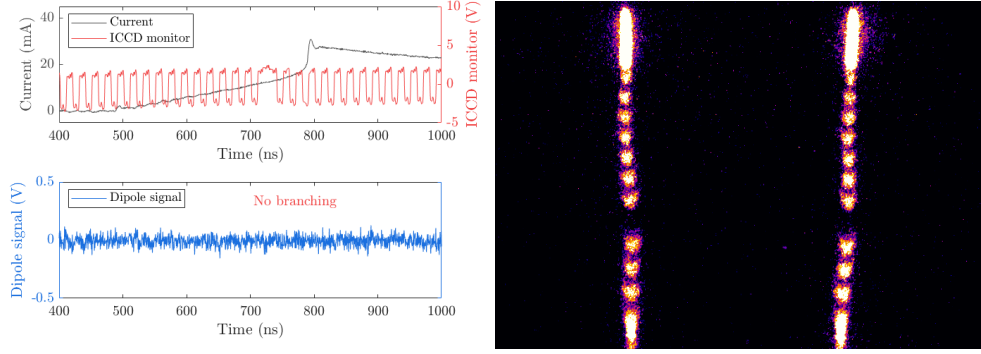 Current (mA)
40
20
0
Current
ICCD monitor
10
5
0
-5
ICCD monitor (V)
400 500 600 700 800 900 1000
Time (ns)
Dipole signal (V)
0.5
0
-0.5
Dipole signal
No branching
400 500 600 700 800 900 1000
Time (ns)